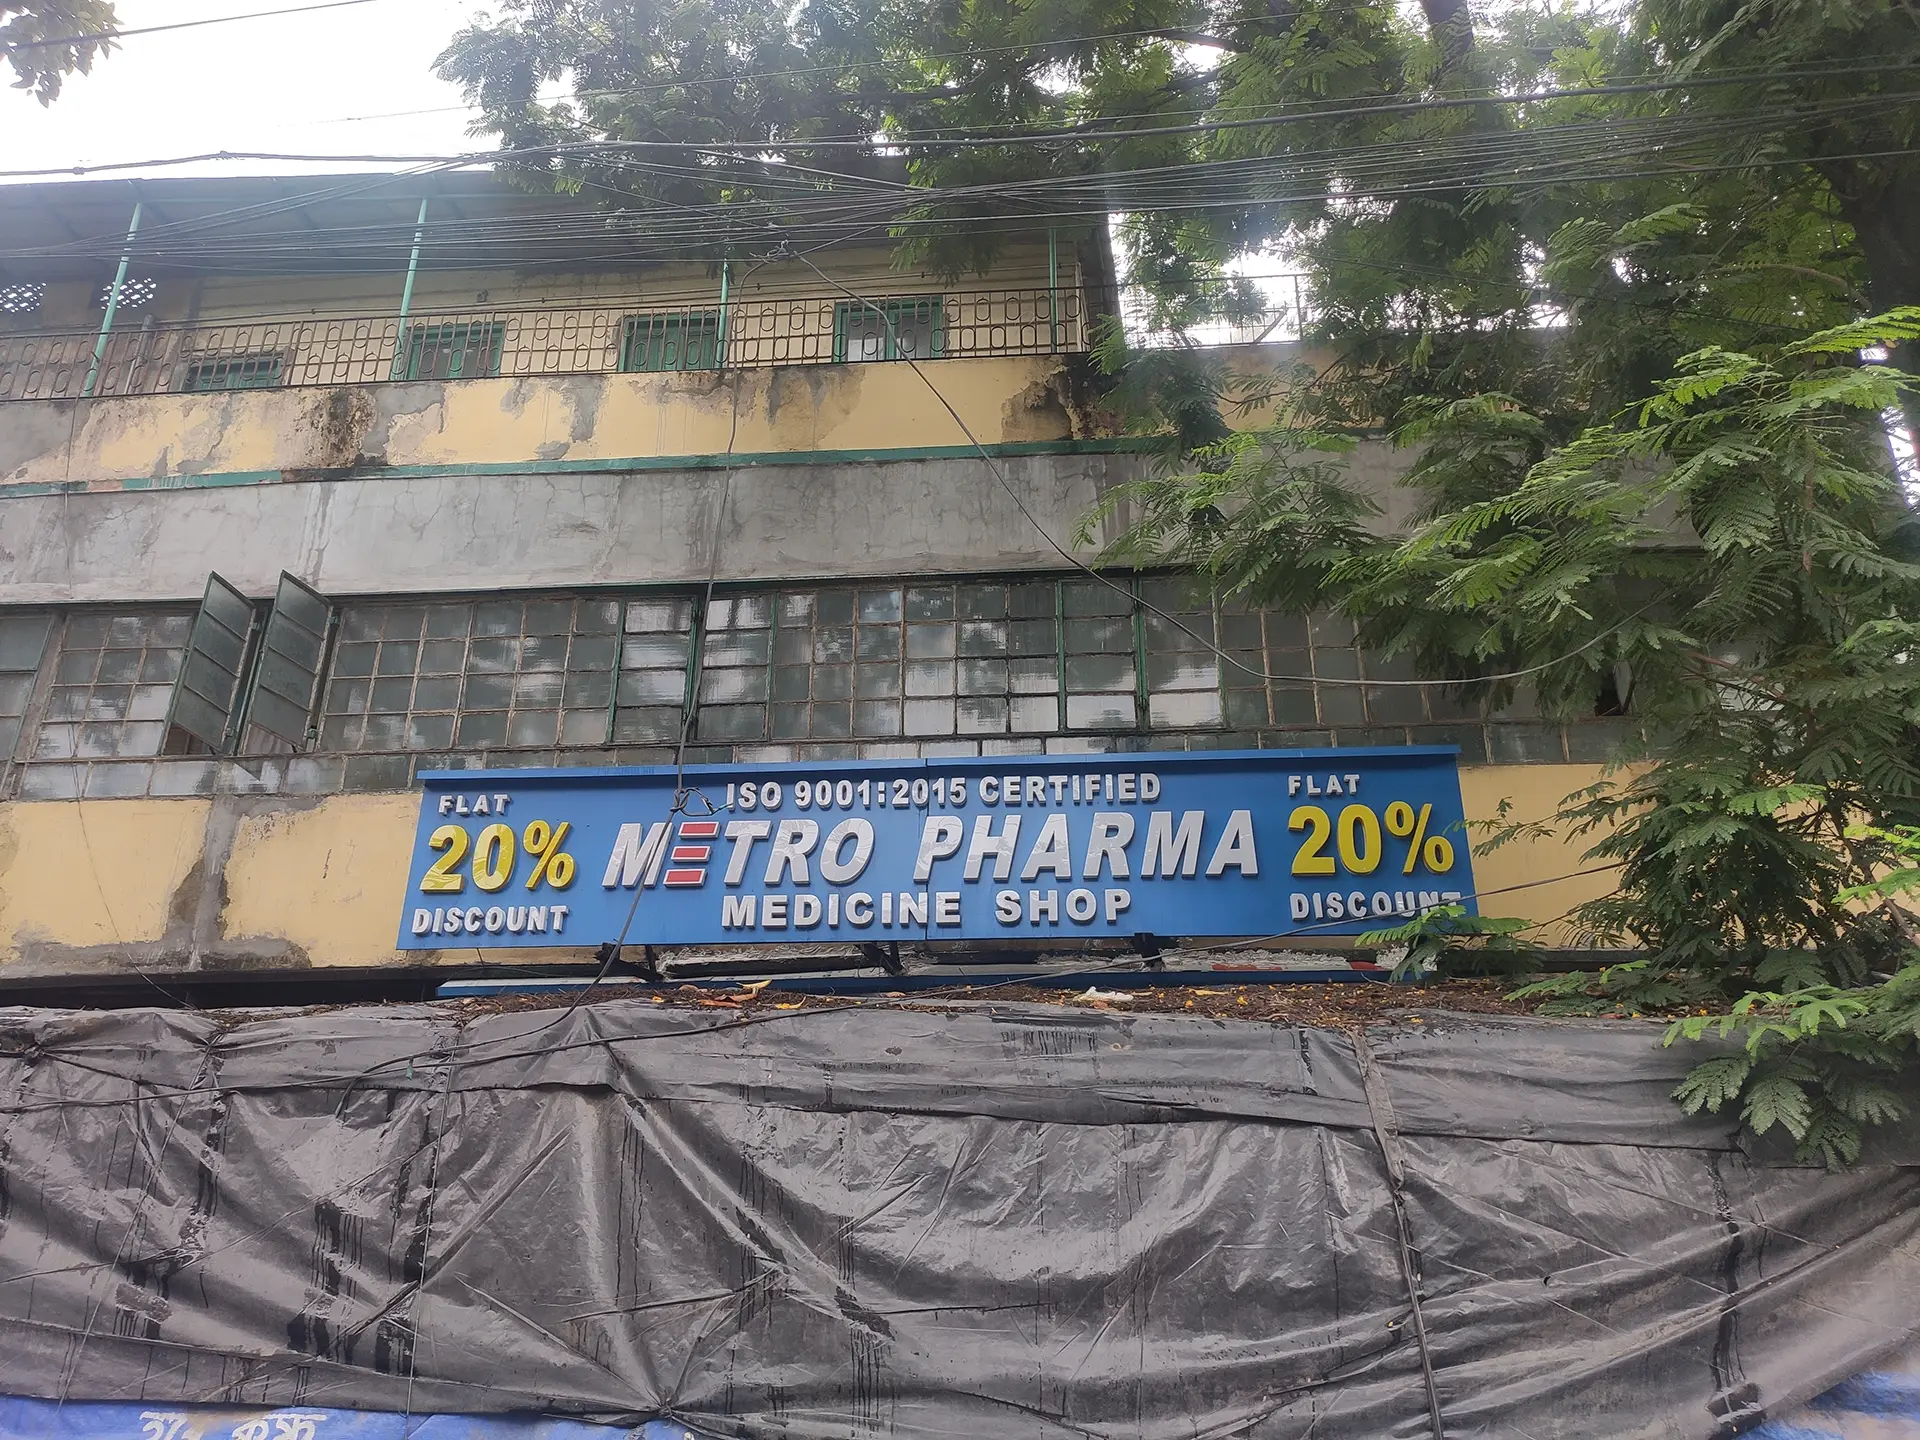 ISO 9001:2015 CERTIFIED
FLAT
20%
DISCOUNT
METRO PHARMA
MEDICINE SHOP
FLAT
20%
DISCOUNT